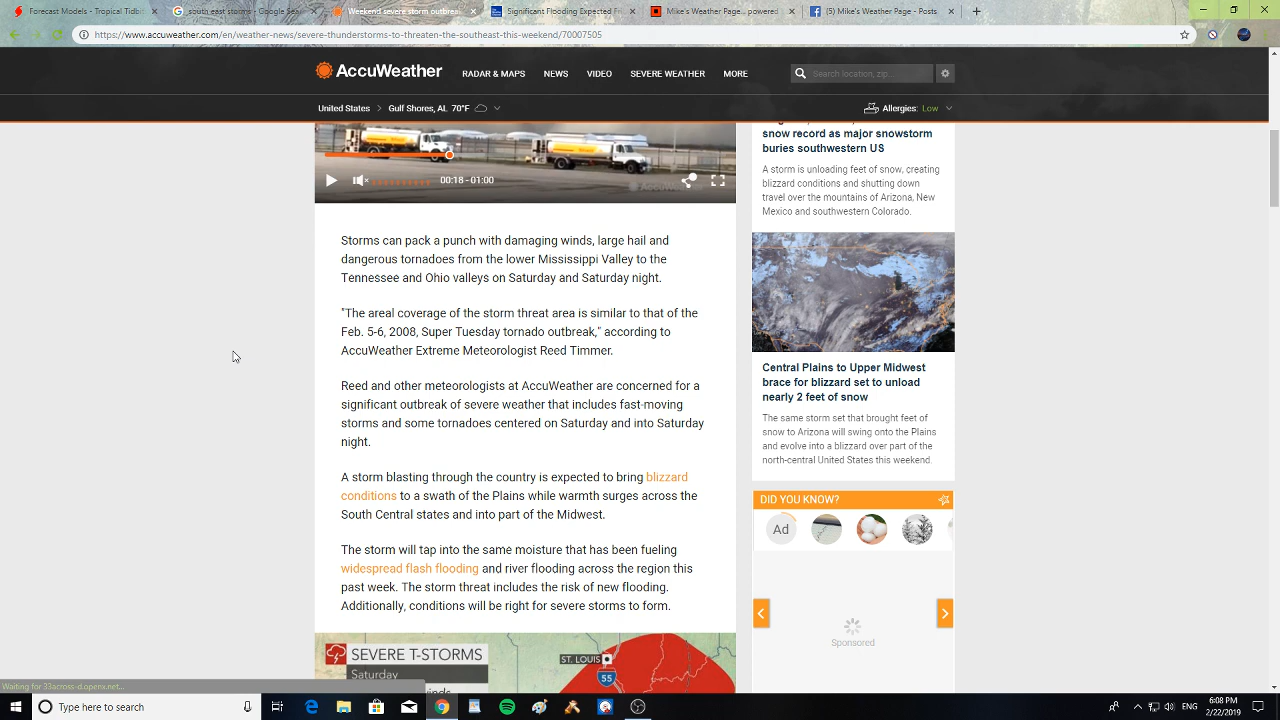 Forecast Models - Tropical Tidbi
south east storms - Google Sea
Weekend severe storm outbreak
Significant Flooding Expected Fr
Mike's Weather Page... powered
(5) Mike's Weather Page - Posts
https://www.accuweather.com/en/weather-news/severe-thunderstorms-to-threaten-the-southeast-this-weekend/70007505
AccuWeather
RADAR & MAPS NEWS VIDEO SEVERE WEATHER MORE
Search location, zip...
United States > Gulf Shores, AL 70°F
Allergies: Low
00:18 - 01:00
AccuWeather
Storms can pack a punch with damaging winds, large hail and
dangerous tornadoes from the lower Mississippi Valley to the
Tennessee and Ohio valleys on Saturday and Saturday night.
"The areal coverage of the storm threat area is similar to that of the
Feb. 5-6, 2008, Super Tuesday tornado outbreak," according to
AccuWeather Extreme Meteorologist Reed Timmer.
Reed and other meteorologists at AccuWeather are concerned for a
significant outbreak of severe weather that includes fast-moving
storms and some tornadoes centered on Saturday and into Saturday
night.
A storm blasting through the country is expected to bring blizzard
conditions to a swath of the Plains while warmth surges across the
South Central states and into part of the Midwest.
The storm will tap into the same moisture that has been fueling
widespread flash flooding and river flooding across the region this
past week. The storm threat includes the risk of new flooding.
Additionally, conditions will be right for severe storms to form.
SEVERE T-STORMS
Saturday
ST. LOUIS
55
snow record as major snowstorm
buries southwestern US
A storm is unloading feet of snow, creating
blizzard conditions and shutting down
travel over the mountains of Arizona, New
Mexico and southwestern Colorado.
Central Plains to Upper Midwest
brace for blizzard set to unload
nearly 2 feet of snow
The same storm set that brought feet of
snow to Arizona will swing onto the Plains
and evolve into a blizzard over part of the
north-central United States this weekend.
DID YOU KNOW?
Ad
Sponsored
Waiting for 33across-d.openx.net...
Type here to search
ENG
6:08 PM
2/22/2019